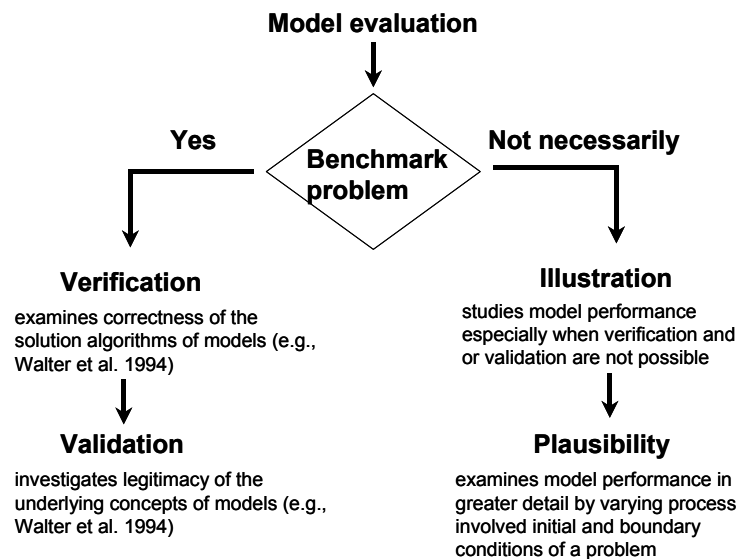 Model evaluation
Yes
Not necessarily
Benchmark
problem
Verification
examines correctness of the
solution algorithms of models (e.g.,
Walter et al. 1994)
Validation
investigates legitimacy of the
underlying concepts of models (e.g.,
Walter et al. 1994)
Illustration
studies model performance
especially when verification and
or validation are not possible
Plausibility
examines model performance in
greater detail by varying process
involved initial and boundary
conditions of a problem